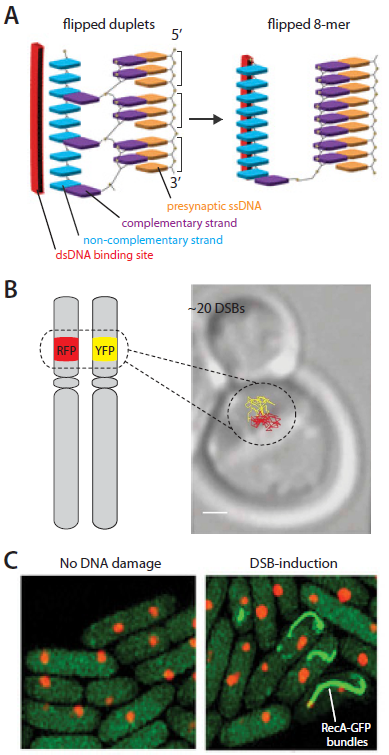 A
flipped duplets
flipped 8-mer
5′
3′
presynaptic ssDNA
complementary strand
non-complementary strand
dsDNA binding site
B
~20 DSBs
RFP
YFP
C
No DNA damage
DSB-induction
RecA-GFP
bundles